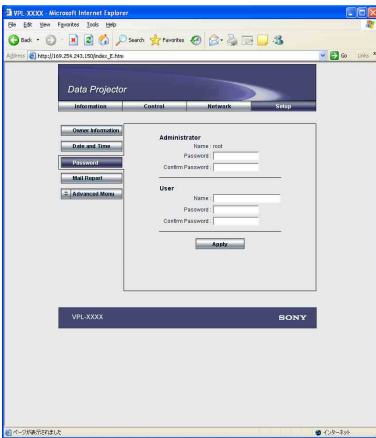 VPL-XXXX - Microsoft Internet Explorer
File Edit View Favorites Tools Help
Back Search Favorites
Address http://169.254.243.150/index_E.htm Go Links
Data Projector
Information Control Network Setup
Owner Information
Date and Time
Password
Mail Report
Advanced Menu
Administrator
Name : root
Password :
Confirm Password :
User
Name :
Password :
Confirm Password :
Apply
VPL-XXXX SONY
ページが表示されました インターネット